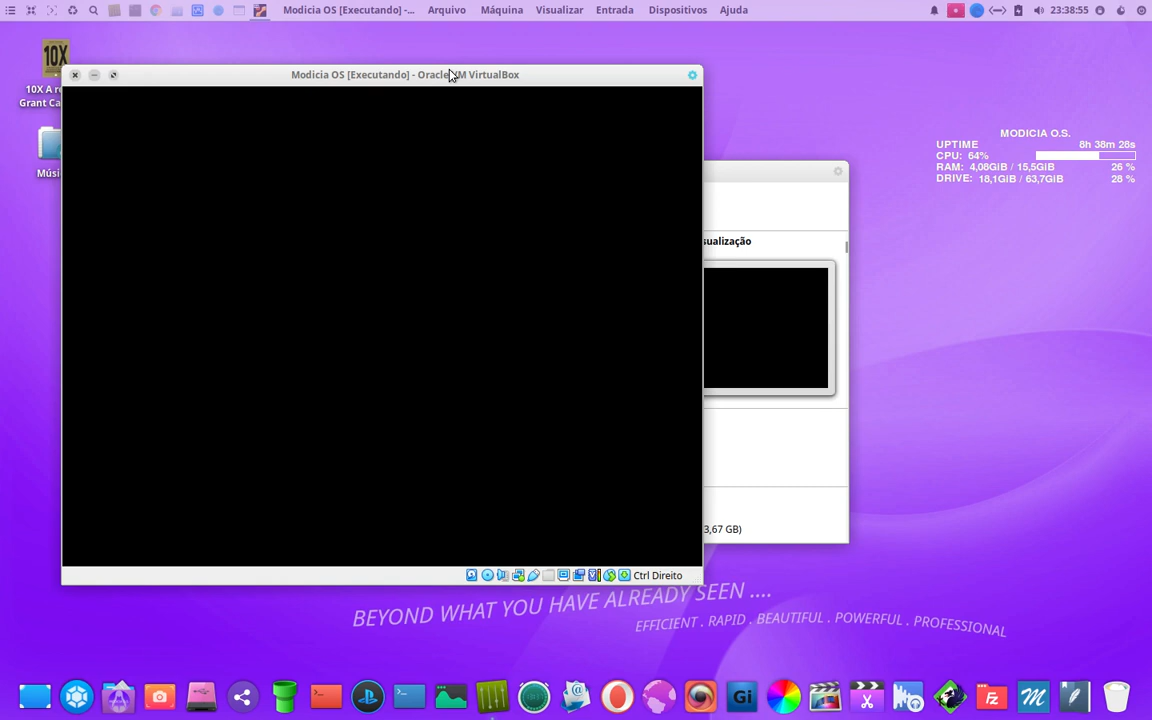 Modicia OS [Executando] -... Arquivo Máquina Visualizar Entrada Dispositivos Ajuda 23:38:55
10X
10X A r
Grant Ca
Músi
Modicia OS [Executando] - Oracle VM VirtualBox
sualização
3,67 GB)
Ctrl Direito
MODICIA O.S.
UPTIME 8h 38m 28s
CPU: 64%
RAM: 4,08GiB / 15,5GiB 26 %
DRIVE: 18,1GiB / 63,7GiB 28 %
BEYOND WHAT YOU HAVE ALREADY SEEN ....
EFFICIENT . RAPID . BEAUTIFUL . POWERFUL . PROFESSIONAL
Gi
Fz
M